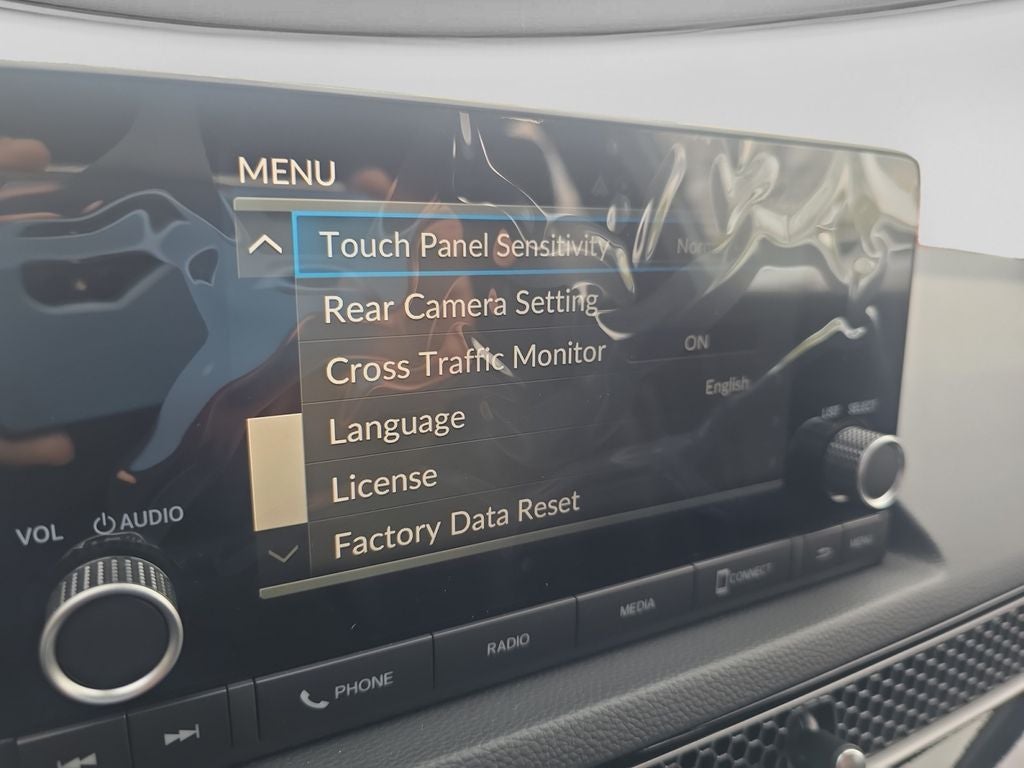 MENU
Touch Panel Sensitivity
Rear Camera Setting
Cross Traffic Monitor ON
Language English
License
Factory Data Reset
LIST SELECT
VOL AUDIO
PHONE
RADIO
MEDIA
CONNECT
MENU